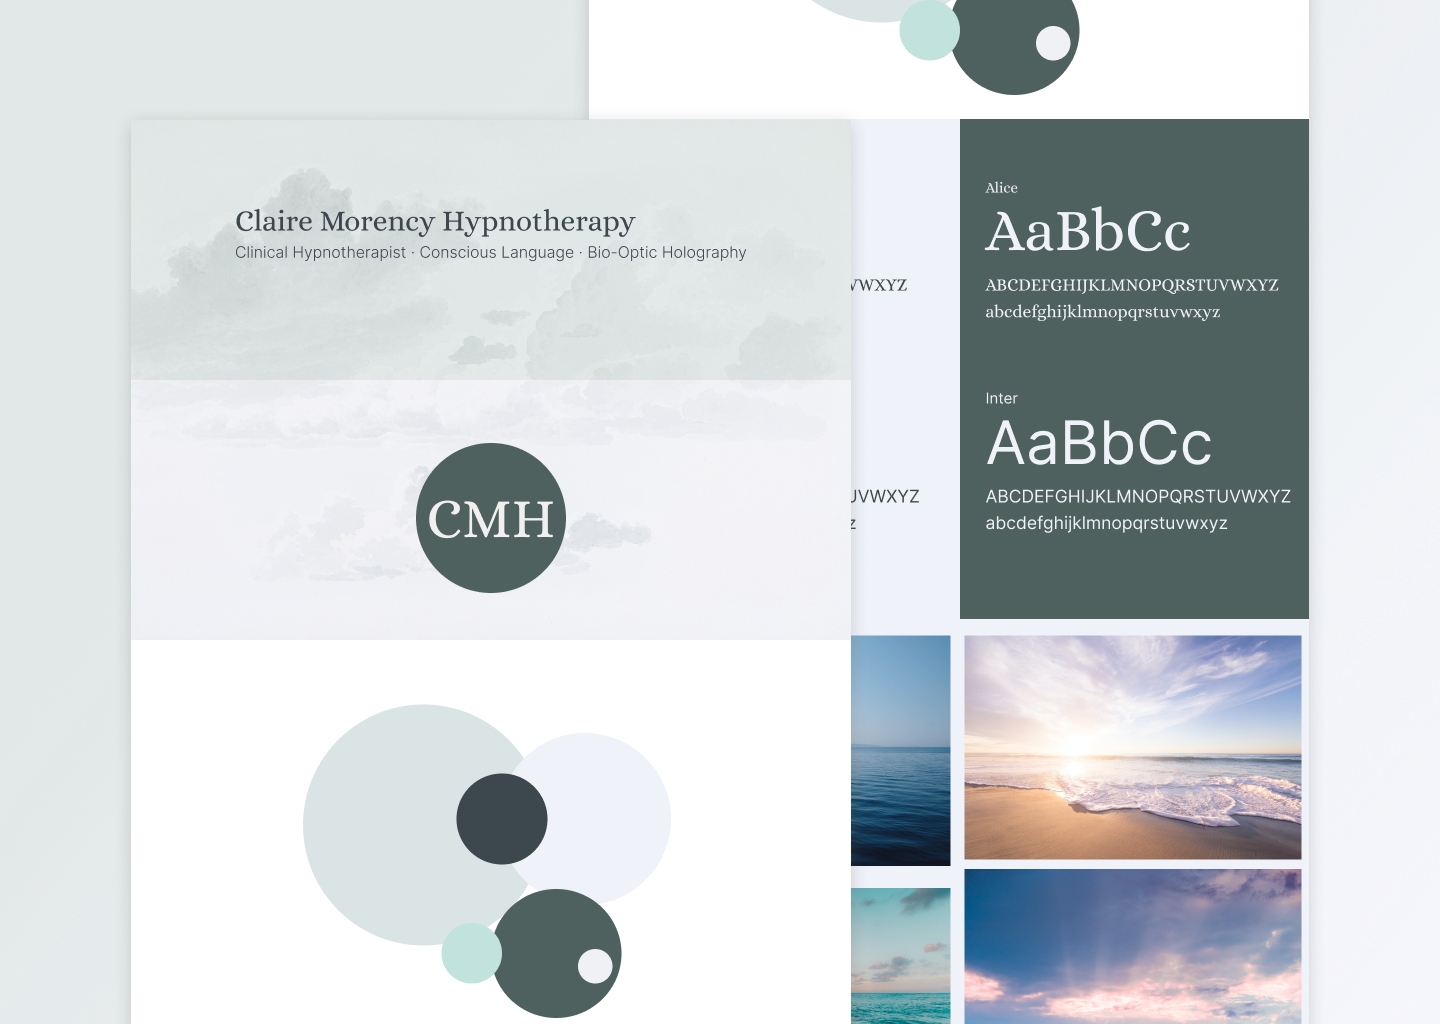 Claire Morency Hypnotherapy
Clinical Hypnotherapist · Conscious Language · Bio-Optic Holography
CMH
VWXYZ
UVWXYZ
z
Alice
AaBbCc
ABCDEFGHIJKLMNOPQRSTUVWXYZ
abcdefghijklmnopqrstuvwxyz
Inter
AaBbCc
ABCDEFGHIJKLMNOPQRSTUVWXYZ
abcdefghijklmnopqrstuvwxyz